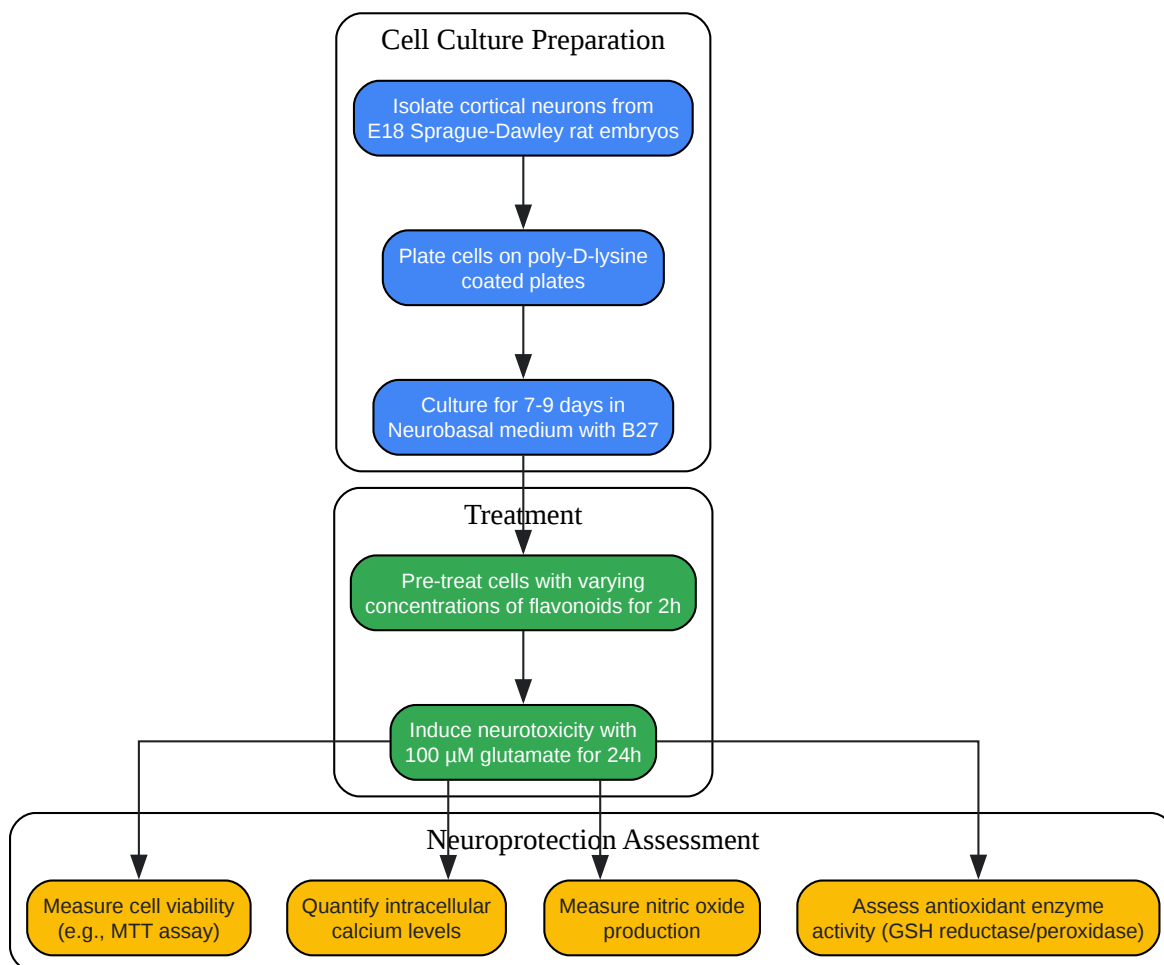 Cell Culture Preparation
Isolate cortical neurons from
E18 Sprague-Dawley rat embryos
Plate cells on poly-D-lysine
coated plates
Culture for 7-9 days in
Neurobasal medium with B27
Treatment
Pre-treat cells with varying
concentrations of flavonoids for 2h
Induce neurotoxicity with
100 µM glutamate for 24h
Neuroprotection Assessment
Measure cell viability
(e.g., MTT assay)
Quantify intracellular
calcium levels
Measure nitric oxide
production
Assess antioxidant enzyme
activity (GSH reductase/peroxidase)